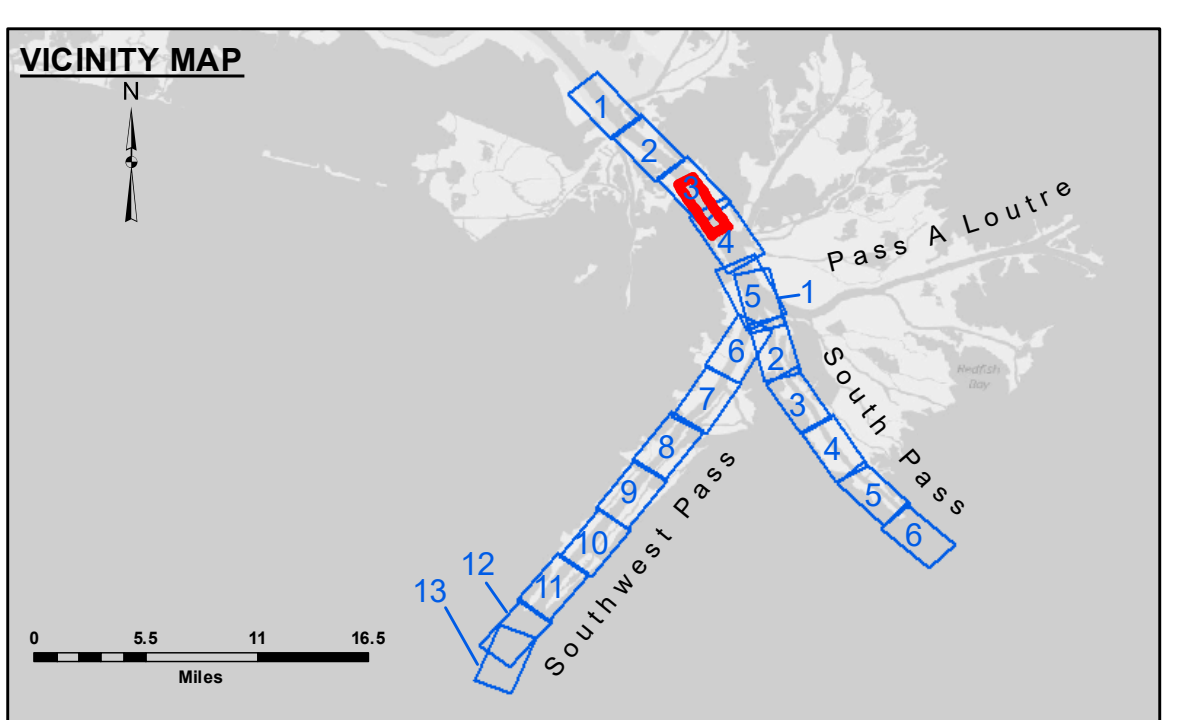 VICINITY MAP
N
1
2
3
4
Pass A Loutre
5
1
6
2
South Pass
Redfish
Bay
7
3
8
4
9
5
10
6
Southwest Pass
12
11
13
0 5.5 11 16.5
Miles